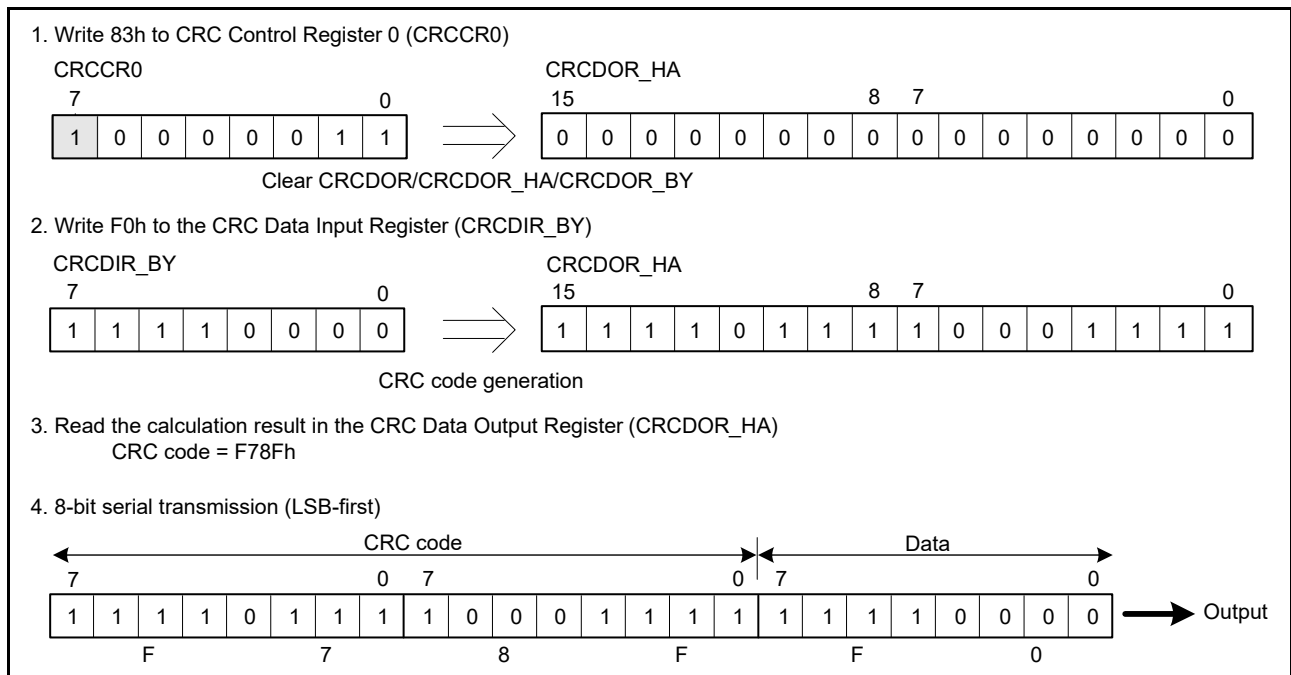 1. Write 83h to CRC Control Register 0 (CRCCR0)
CRCCR0 CRCDOR_HA
7 0 15 8 7 0
1 0 0 0 0 0 1 1 0 0 0 0 0 0 0 0 0 0 0 0 0 0 0 0
Clear CRCDOR/CRCDOR_HA/CRCDOR_BY
2. Write F0h to the CRC Data Input Register (CRCDIR_BY)
CRCDIR_BY CRCDOR_HA
7 0 15 8 7 0
1 1 1 1 0 0 0 0 1 1 1 1 0 1 1 1 1 0 0 0 1 1 1 1
CRC code generation
3. Read the calculation result in the CRC Data Output Register (CRCDOR_HA)
CRC code = F78Fh
4. 8-bit serial transmission (LSB-first)
CRC code Data
7 0 7 0 7 0
1 1 1 1 0 1 1 1 1 0 0 0 1 1 1 1 1 1 1 1 0 0 0 0 Output
F 7 8 F F 0